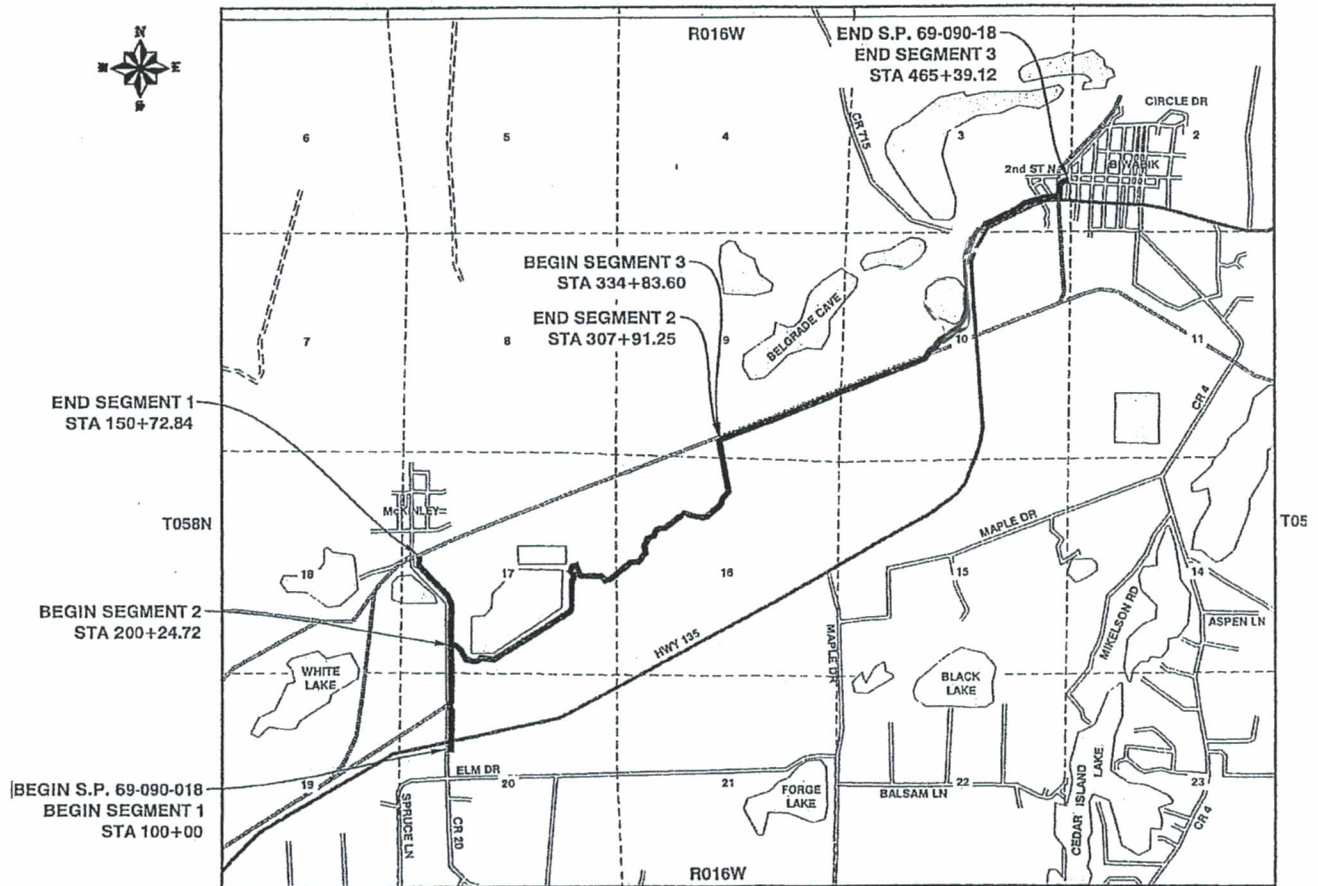 N
W
E
S
R016W
END S.P. 69-090-18
END SEGMENT 3
STA 465+39.12
CIRCLE DR
6
5
4
3
2
CR 715
2nd ST N
BIWABIK
BEGIN SEGMENT 3
STA 334+83.60
END SEGMENT 2
STA 307+91.25
BELGRADE CAVE
7
8
9
10
11
CR 4
END SEGMENT 1
STA 150+72.84
McKINLEY
T058N
T05
MAPLE DR
18
17
16
15
14
BEGIN SEGMENT 2
STA 200+24.72
HWY 135
MAPLE DR
MIKELSON RD
ASPEN LN
WHITE
LAKE
BLACK
LAKE
BEGIN S.P. 69-090-018
BEGIN SEGMENT 1
STA 100+00
19
ELM DR
20
21
22
23
SPRUCE LN
CR 20
FORGE
LAKE
BALSAM LN
CEDAR ISLAND
LAKE
CR 4
R016W